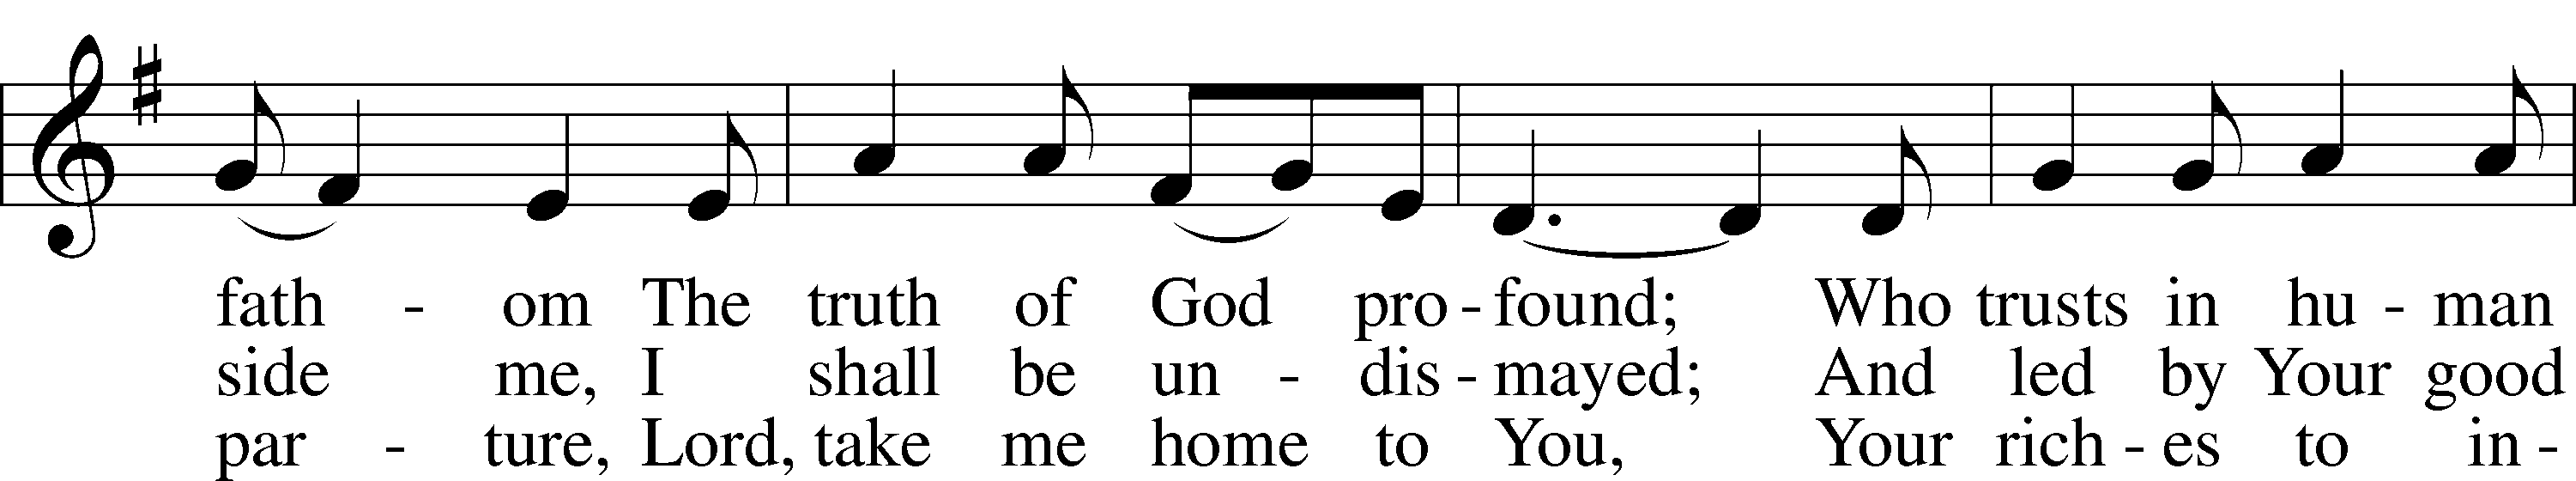 fath - om The truth of God pro - found; Who trusts in hu - man
side me, I shall be un - dis - mayed; And led by Your good
par - ture, Lord, take me home to You, Your rich - es to in -